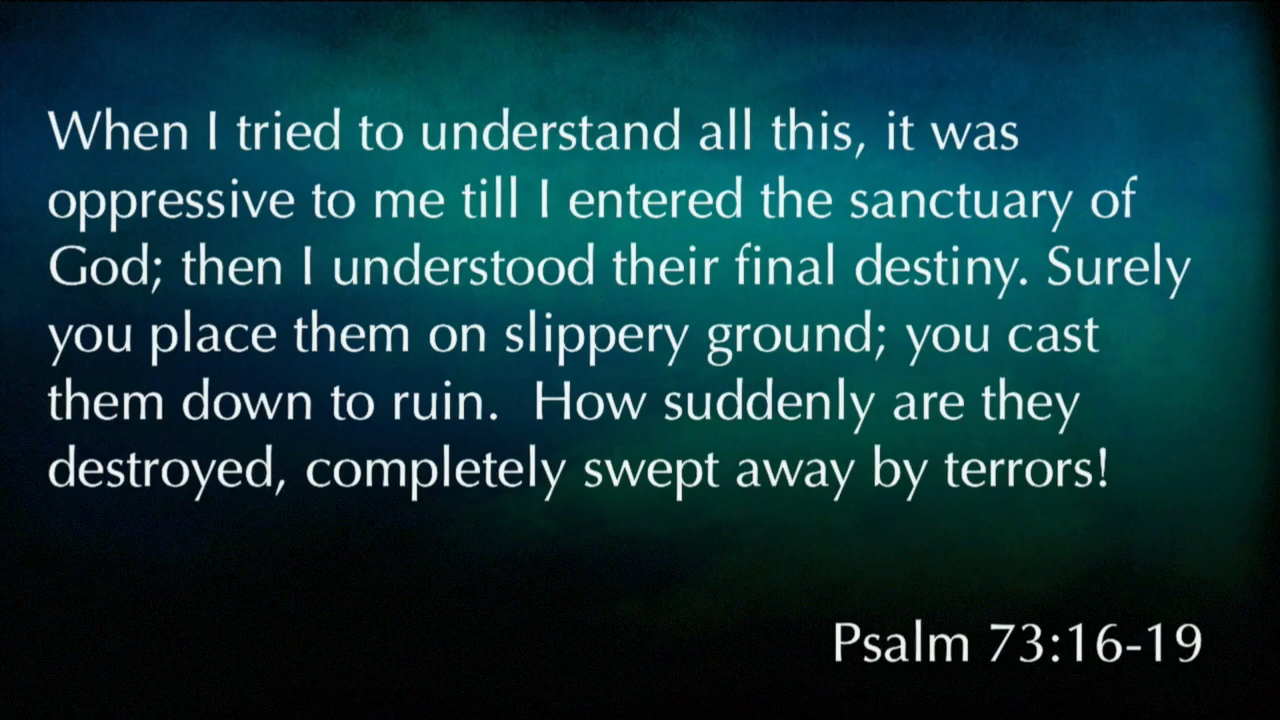 When I tried to understand all this, it was
oppressive to me till I entered the sanctuary of
God; then I understood their final destiny. Surely
you place them on slippery ground; you cast
them down to ruin.  How suddenly are they
destroyed, completely swept away by terrors!
Psalm 73:16-19